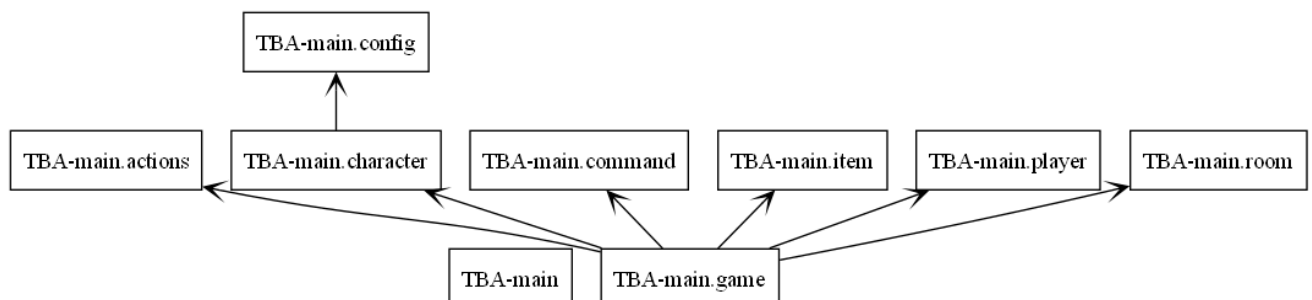 TBA-main.config
TBA-main.actions
TBA-main.character
TBA-main.command
TBA-main.item
TBA-main.player
TBA-main.room
TBA-main
TBA-main.game